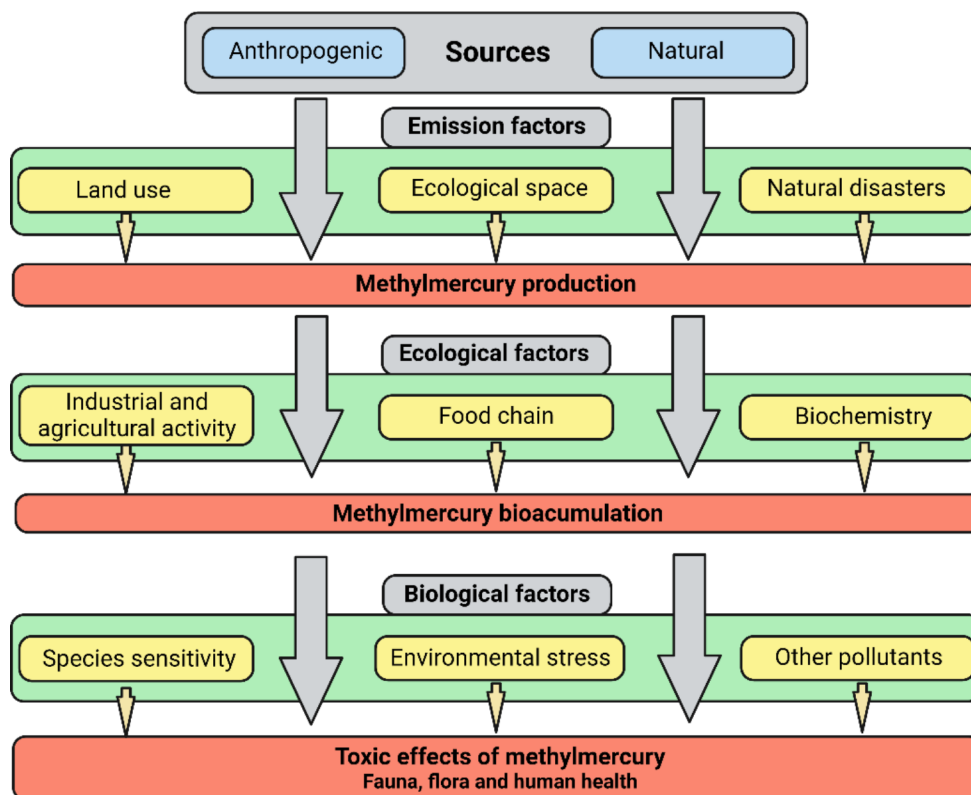 Anthropogenic Sources Natural
Emission factors
Land use Ecological space Natural disasters
Methylmercury production
Ecological factors
Industrial and
agricultural activity Food chain Biochemistry
Methylmercury bioacumulation
Biological factors
Species sensitivity Environmental stress Other pollutants
Toxic effects of methylmercury
Fauna, flora and human health